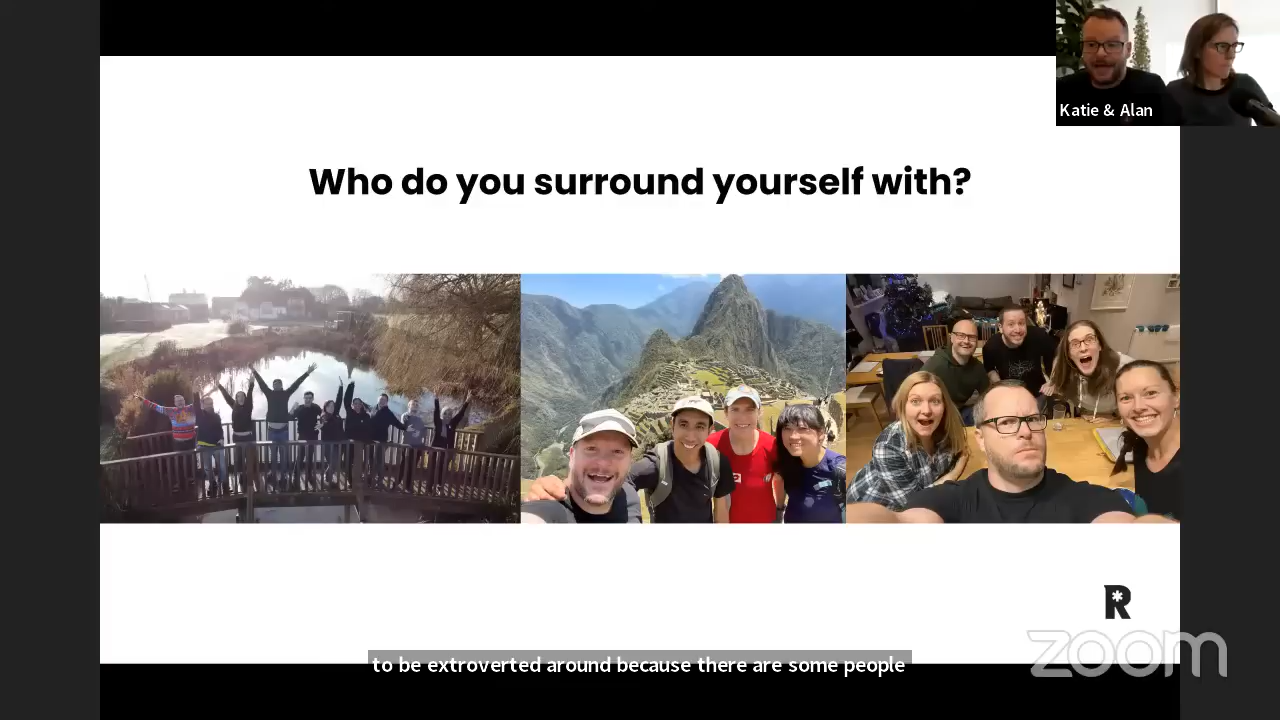 Katie & Alan
Who do you surround yourself with?
R
zoom
to be extroverted around because there are some people